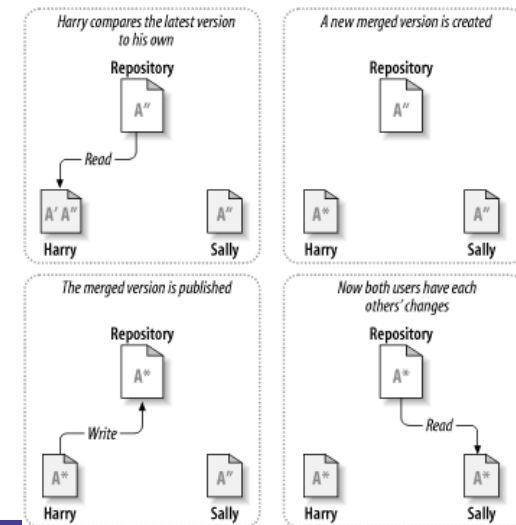 Harry compares the latest version
to his own
Repository
A″
Read
A′ A″
Harry
A″
Sally
A new merged version is created
Repository
A″
A*
Harry
A″
Sally
The merged version is published
Repository
A*
Write
A*
Harry
A″
Sally
Now both users have each
others’ changes
Repository
A*
Read
A*
Harry
A*
Sally